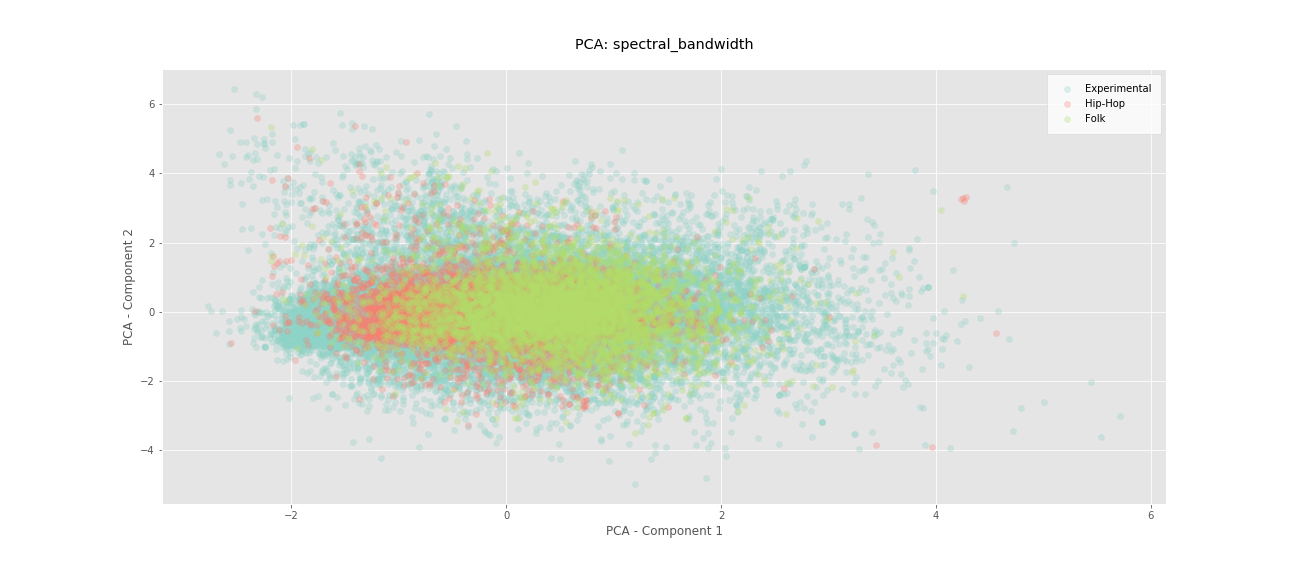 PCA: spectral_bandwidth
Experimental
Hip-Hop
Folk
6
4
2
0
−2
−4
PCA - Component 2
−2
0
2
4
6
PCA - Component 1